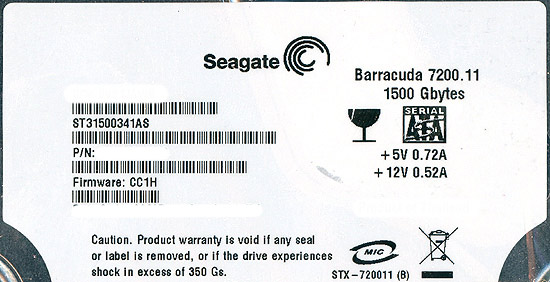 Seagate
Barracuda 7200.11
1500 Gbytes
ST31500341AS
P/N:
Firmware: CC1H
SERIAL
ATA
+5V 0.72A
+12V 0.52A
Caution. Product warranty is void if any seal
or label is removed, or if the drive experiences
shock in excess of 350 Gs.
MIC
STX-720011 (B)